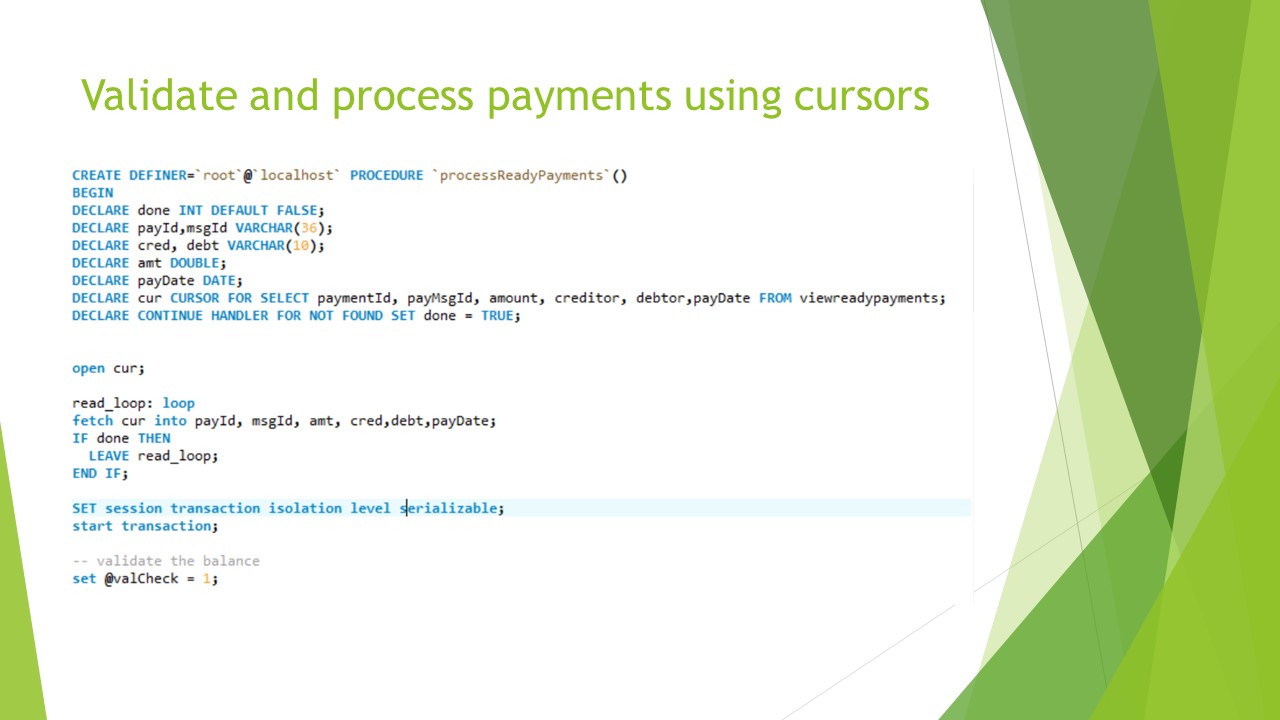 Validate and process payments using cursors
CREATE DEFINER=`root`@`localhost` PROCEDURE `processReadyPayments`()
BEGIN
DECLARE done INT DEFAULT FALSE;
DECLARE payId,msgId VARCHAR(36);
DECLARE cred, debt VARCHAR(10);
DECLARE amt DOUBLE;
DECLARE payDate DATE;
DECLARE cur CURSOR FOR SELECT paymentId, payMsgId, amount, creditor, debtor,payDate FROM viewreadypayments;
DECLARE CONTINUE HANDLER FOR NOT FOUND SET done = TRUE;
open cur;
read_loop: loop
fetch cur into payId, msgId, amt, cred,debt,payDate;
IF done THEN
LEAVE read_loop;
END IF;
SET session transaction isolation level serializable;
start transaction;
-- validate the balance
set @valCheck = 1;